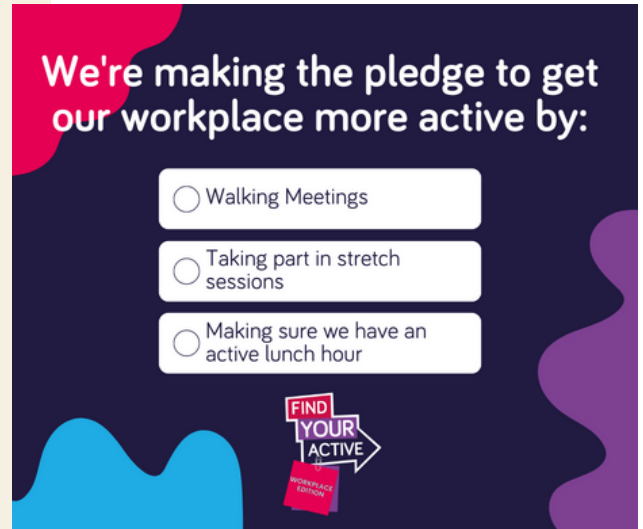 We're making the pledge to get
our workplace more active by:
Walking Meetings
Taking part in stretch
sessions
Making sure we have an
active lunch hour
FIND
YOUR
ACTIVE
WORKPLACE
EDITION